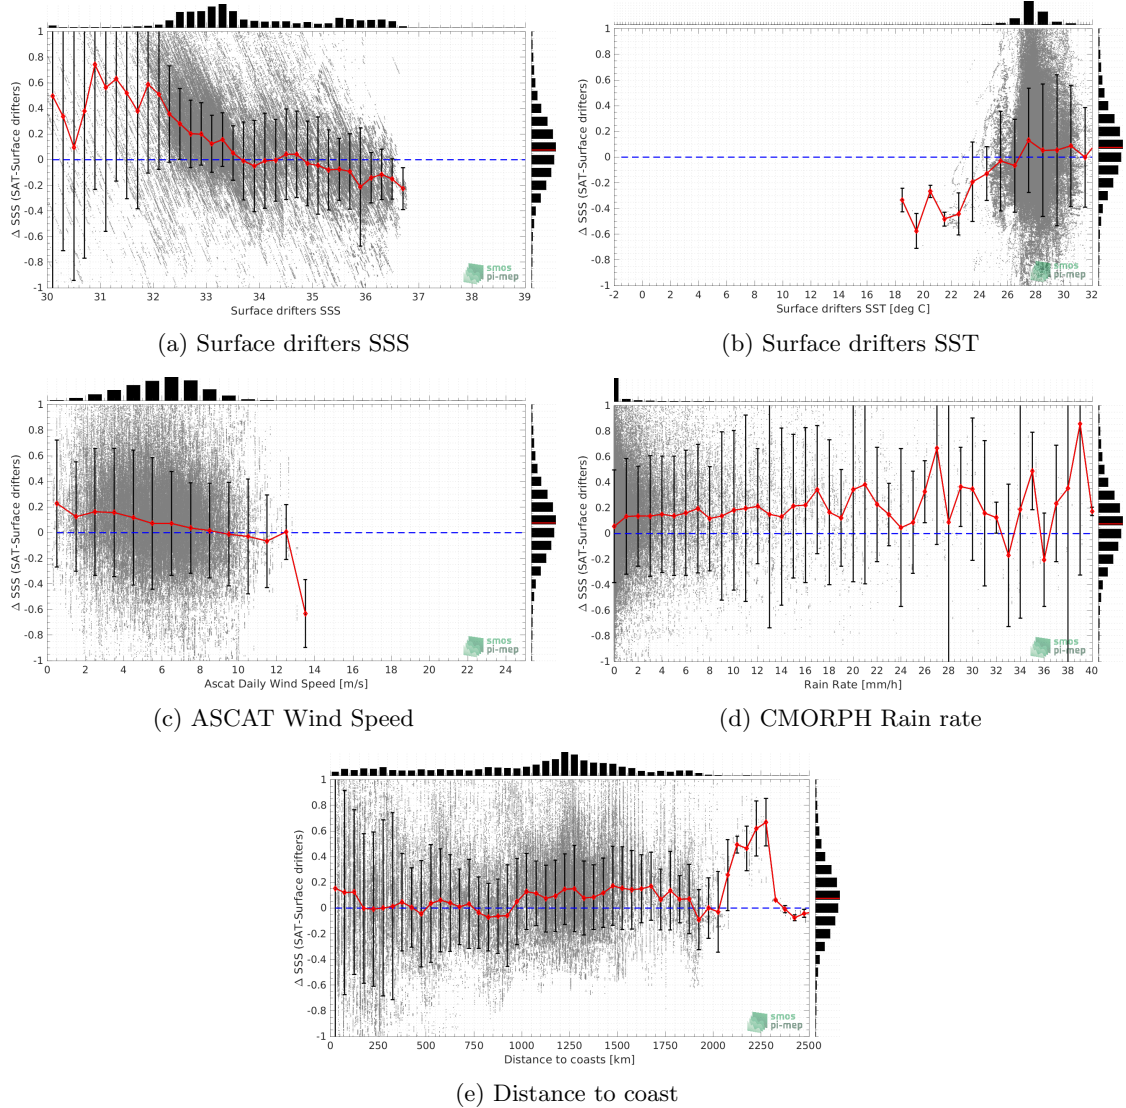 1
0.8
0.6
0.4
0.2
0
-0.2
-0.4
-0.6
-0.8
-1
Δ SSS (SAT-Surface drifters)
30 31 32 33 34 35 36 37 38 39
Surface drifters SSS
smos
pi-mep
(a) Surface drifters SSS
1
0.8
0.6
0.4
0.2
0
-0.2
-0.4
-0.6
-0.8
-1
Δ SSS (SAT-Surface drifters)
-2 0 2 4 6 8 10 12 14 16 18 20 22 24 26 28 30 32
Surface drifters SST [deg C]
smos
pi-mep
(b) Surface drifters SST
1
0.8
0.6
0.4
0.2
0
-0.2
-0.4
-0.6
-0.8
-1
Δ SSS (SAT-Surface drifters)
0 2 4 6 8 10 12 14 16 18 20 22 24
Ascat Daily Wind Speed [m/s]
smos
pi-mep
(c) ASCAT Wind Speed
1
0.8
0.6
0.4
0.2
0
-0.2
-0.4
-0.6
-0.8
-1
Δ SSS (SAT-Surface drifters)
0 2 4 6 8 10 12 14 16 18 20 22 24 26 28 30 32 34 36 38 40
Rain Rate [mm/h]
smos
pi-mep
(d) CMORPH Rain rate
1
0.8
0.6
0.4
0.2
0
-0.2
-0.4
-0.6
-0.8
-1
Δ SSS (SAT-Surface drifters)
0 250 500 750 1000 1250 1500 1750 2000 2250 2500
Distance to coasts [km]
smos
pi-mep
(e) Distance to coast